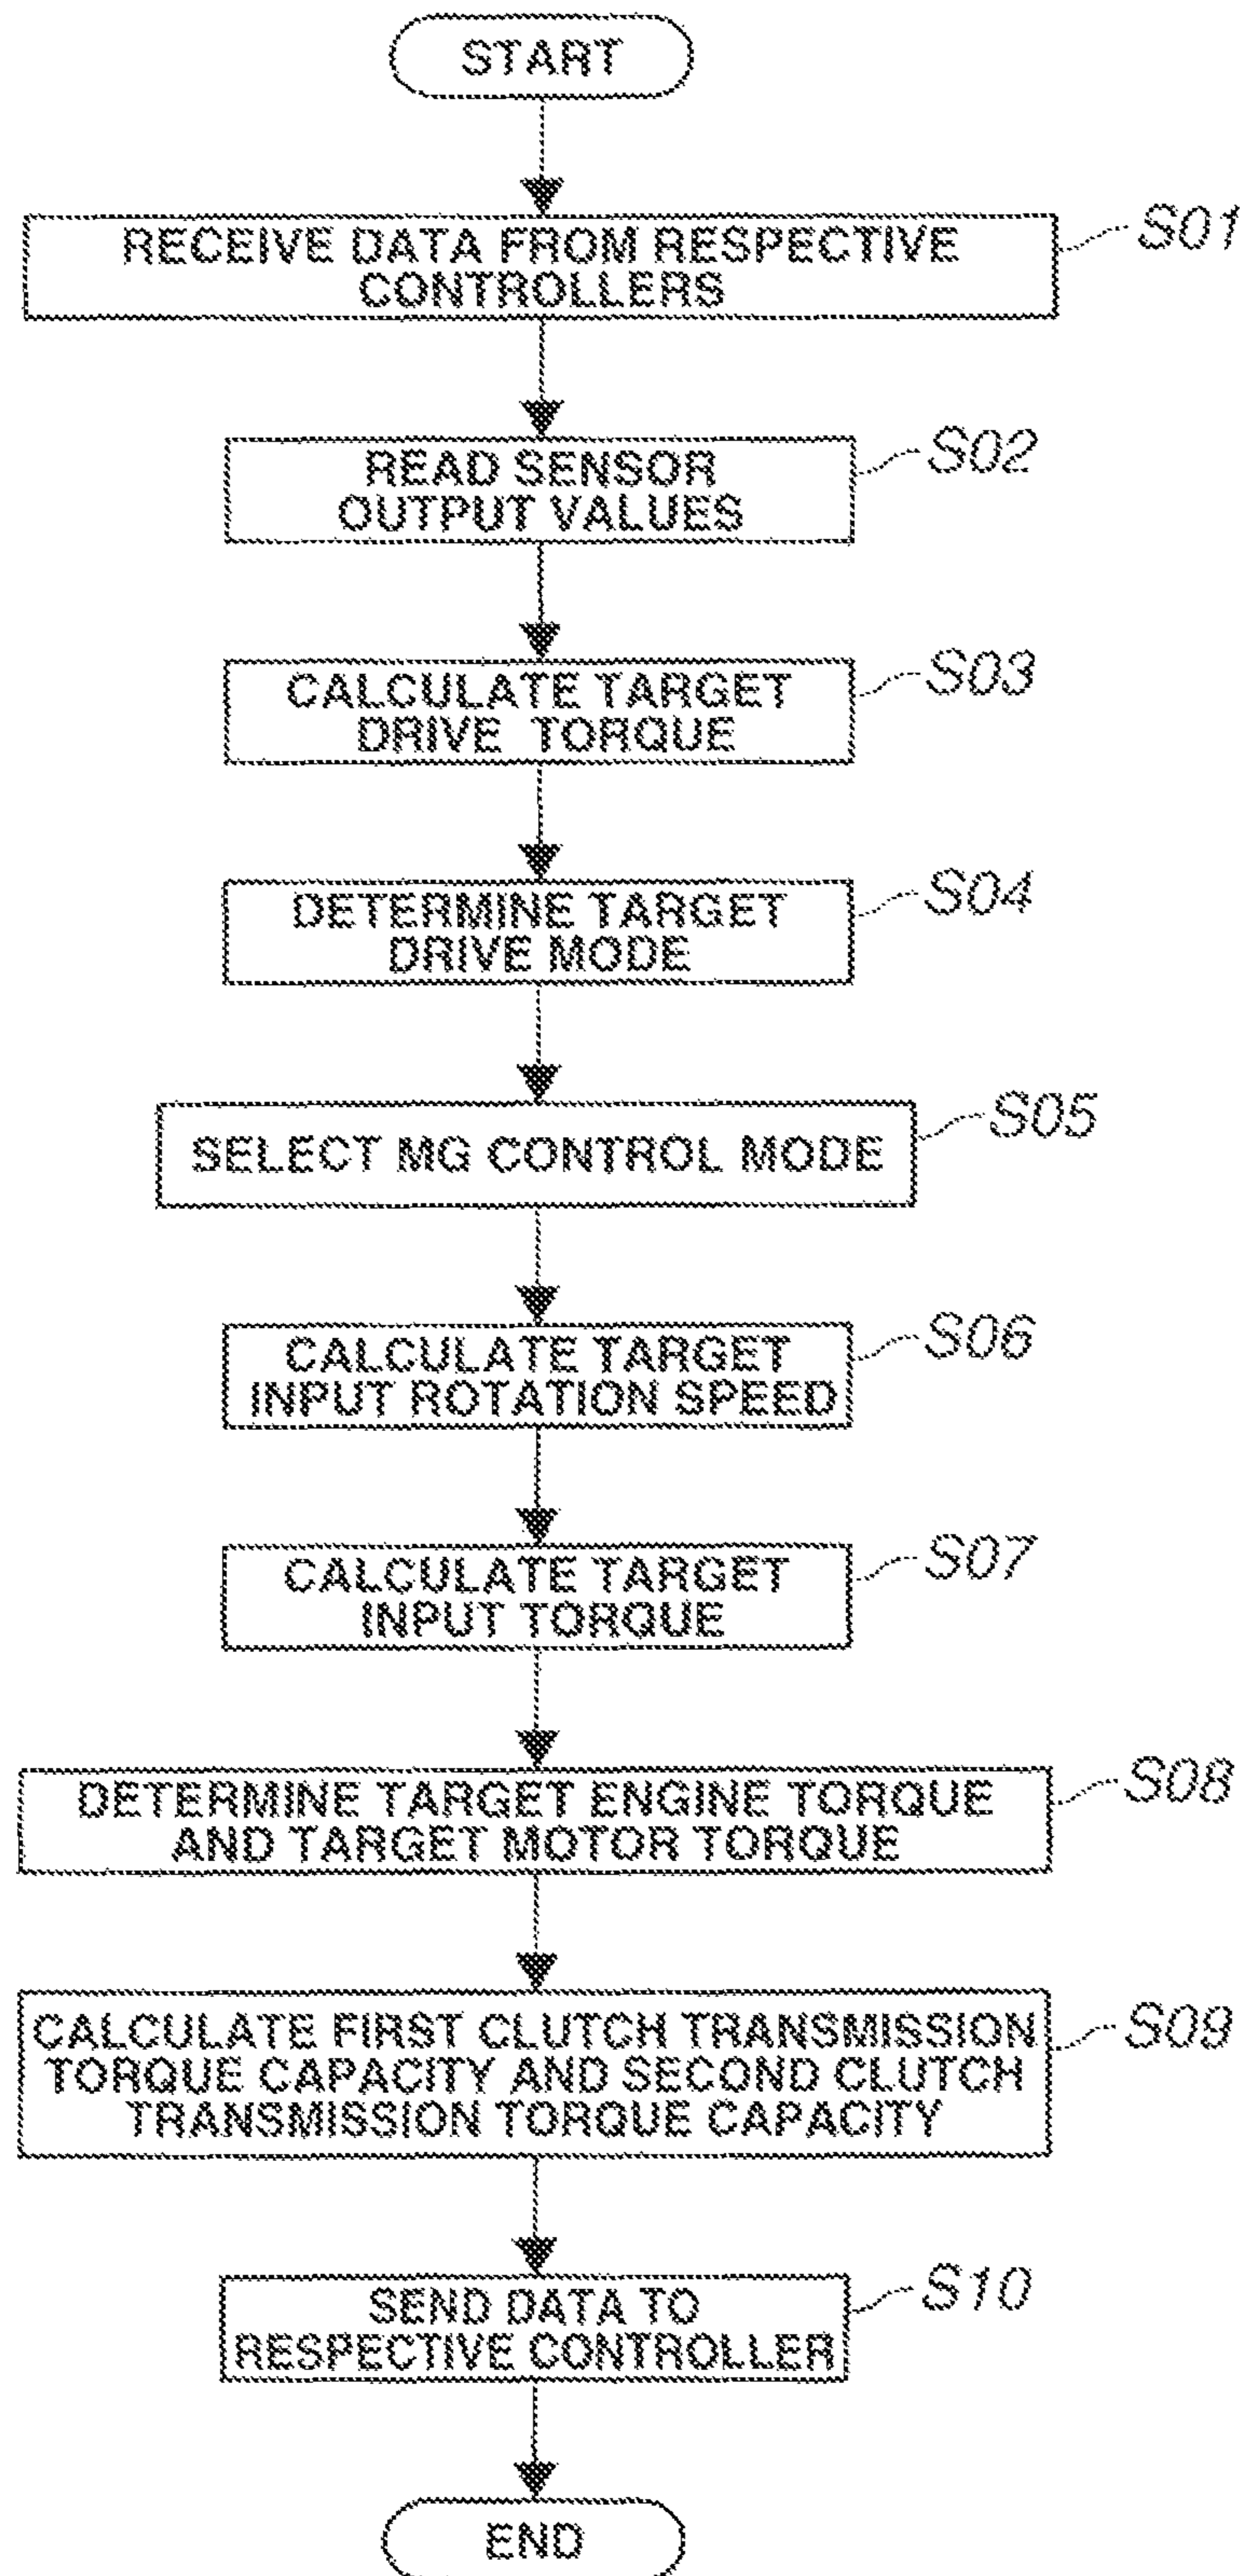 START
RECEIVE DATA FROM RESPECTIVE
CONTROLLERS
S01
READ SENSOR
OUTPUT VALUES
S02
CALCULATE TARGET
DRIVE TORQUE
S03
DETERMINE TARGET
DRIVE MODE
S04
SELECT MG CONTROL MODE
S05
CALCULATE TARGET
INPUT ROTATION SPEED
S06
CALCULATE TARGET
INPUT TORQUE
S07
DETERMINE TARGET ENGINE TORQUE
AND TARGET MOTOR TORQUE
S08
CALCULATE FIRST CLUTCH TRANSMISSION
TORQUE CAPACITY AND SECOND CLUTCH
TRANSMISSION TORQUE CAPACITY
S09
SEND DATA TO
RESPECTIVE CONTROLLER
S10
END